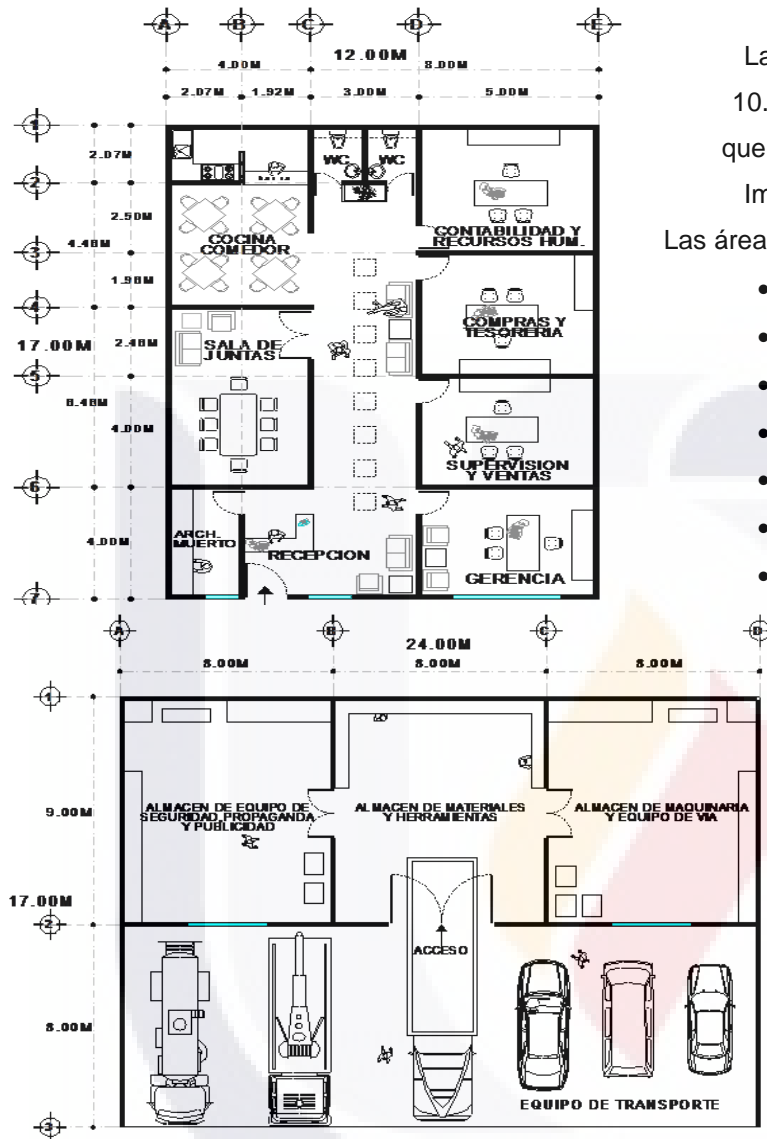 A B C D E
12.00M
4.00M 8.00M
2.07M 1.92M 3.00M 5.00M
La
10.
que
Im
Las área
•
•
•
•
•
•
•
1
2.07M
WC WC
2
2.50M
COCINA
COMEDOR
CONTABILIDAD Y
RECURSOS HUM.
4.48M
3
1.98M
4
COMPRAS Y
TESORERIA
17.00M
2.48M
SALA DE
JUNTAS
5
6.48M
4.00M
SUPERVISION
Y VENTAS
6
4.00M
ARCH.
MUERTO
RECEPCION
GERENCIA
7
A B C D
24.00M
8.00M 8.00M 8.00M
1
9.00M
ALMACEN DE EQUIPO DE
SEGURIDAD, PROPAGANDA
Y PUBLICIDAD
ALMACEN DE MATERIALES
Y HERRAMIENTAS
ALMACEN DE MAQUINARIA
Y EQUIPO DE VIA
17.00M
2
ACCESO
8.00M
EQUIPO DE TRANSPORTE
3